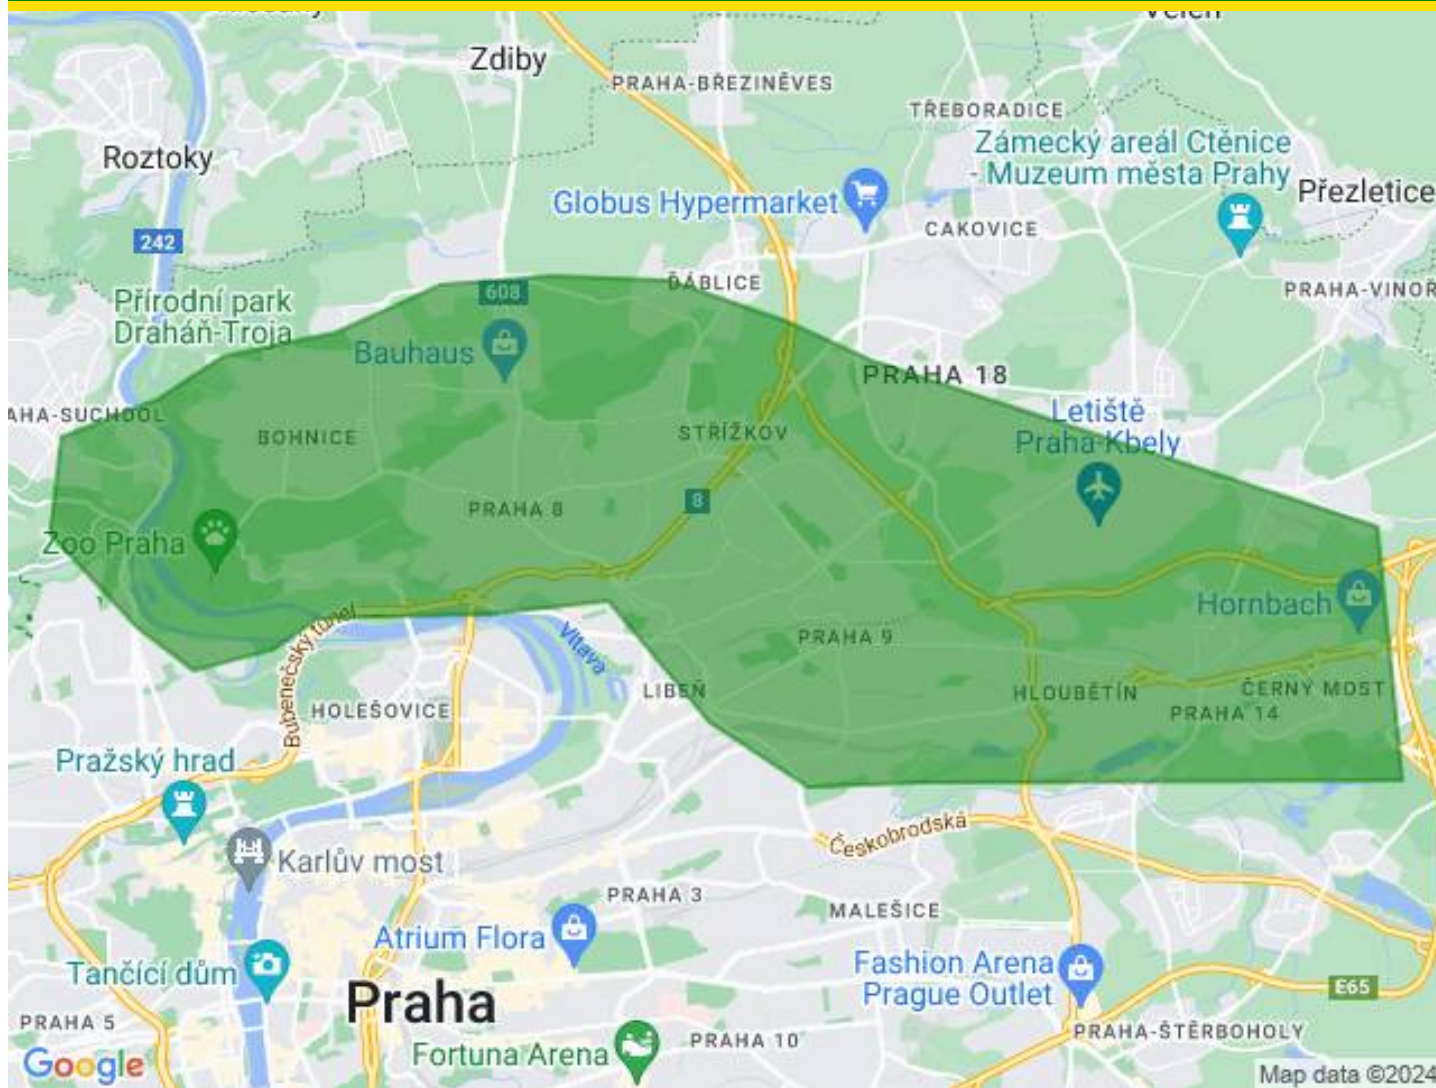 Zdiby
PRAHA-BŘEZINĚVES
TŘEBORADICE
Zámecký areál Ctěnice
- Muzeum města Prahy
Roztoky
Přezletice
Globus Hypermarket
CAKOVICE
242
Přírodní park
Draháň-Troja
608
ĎÁBLICE
PRAHA-VINOŘ
Bauhaus
PRAHA 18
AHA-SUCHDOL
BOHNICE
STŘÍŽKOV
Letiště
Praha-Kbely
8
PRAHA 8
Zoo Praha
Hornbach
Bubenečský tunel
Vltava
PRAHA 9
LIBEŇ
HOLEŠOVICE
HLOUBĚTÍN
ČERNÝ MOST
PRAHA 14
Pražský hrad
Českobrodská
Karlův most
PRAHA 3
MALEŠICE
Atrium Flora
Fashion Arena
Prague Outlet
Tančící dům
Praha
E65
PRAHA 5
PRAHA 10
PRAHA-ŠTĚRBOHOLY
Fortuna Arena
Google
Map data ©2024